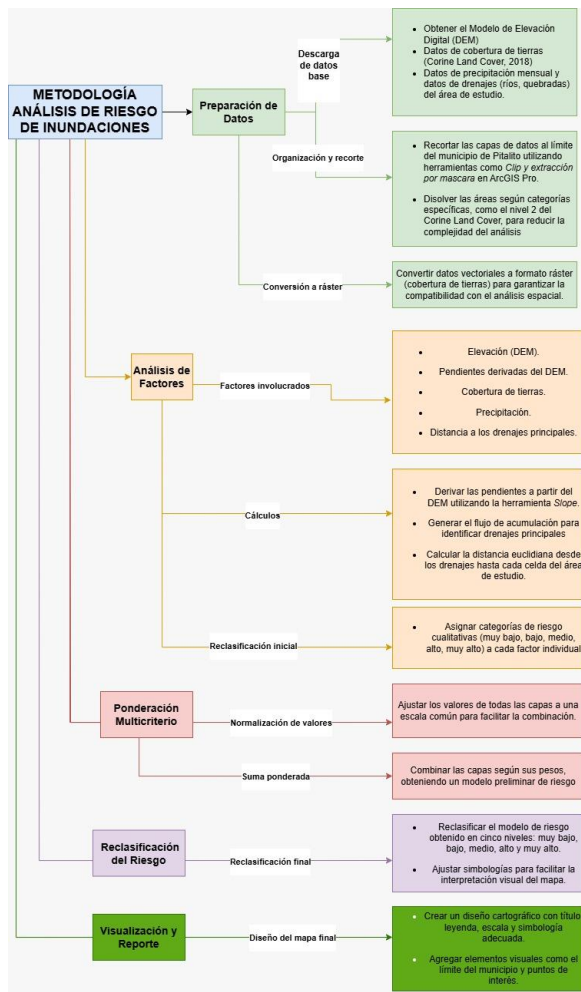 METODOLOGÍA
ANÁLISIS DE RIESGO
DE INUNDACIONES
Preparación de
Datos
Descarga
de datos
base
• Obtener el Modelo de Elevación
Digital (DEM)
• Datos de cobertura de tierras
(Corine Land Cover, 2018)
• Datos de precipitación mensual y
datos de drenajes (ríos, quebradas)
del área de estudio.
Organización y recorte
• Recortar las capas de datos al límite
del municipio de Pitalito utilizando
herramientas como Clip y extracción
por mascara en ArcGIS Pro.
• Disolver las áreas según categorías
específicas, como el nivel 2 del
Corine Land Cover, para reducir la
complejidad del análisis
Conversión a ráster
Convertir datos vectoriales a formato ráster
(cobertura de tierras) para garantizar la
compatibilidad con el análisis espacial.
Análisis de
Factores
Factores involucrados
• Elevación (DEM).
• Pendientes derivadas del DEM.
• Cobertura de tierras.
• Precipitación.
• Distancia a los drenajes principales.
Cálculos
• Derivar las pendientes a partir del
DEM utilizando la herramienta Slope.
• Generar el flujo de acumulación para
identificar drenajes principales
• Calcular la distancia euclidiana desde
los drenajes hasta cada celda del área
de estudio.
Reclasificación inicial
• Asignar categorías de riesgo
cualitativas (muy bajo, bajo, medio,
alto, muy alto) a cada factor individual
Ponderación
Multicriterio
Normalización de valores
Ajustar los valores de todas las capas a una
escala común para facilitar la combinación.
Suma ponderada
Combinar las capas según sus pesos,
obteniendo un modelo preliminar de riesgo
Reclasificación
del Riesgo
Reclasificación final
• Reclasificar el modelo de riesgo
obtenido en cinco niveles: muy bajo,
bajo, medio, alto y muy alto.
• Ajustar simbologías para facilitar la
interpretación visual del mapa.
Visualización y
Reporte
Diseño del mapa final
• Crear un diseño cartográfico con título,
leyenda, escala y simbología
adecuada.
• Agregar elementos visuales como el
límite del municipio y puntos de
interés.